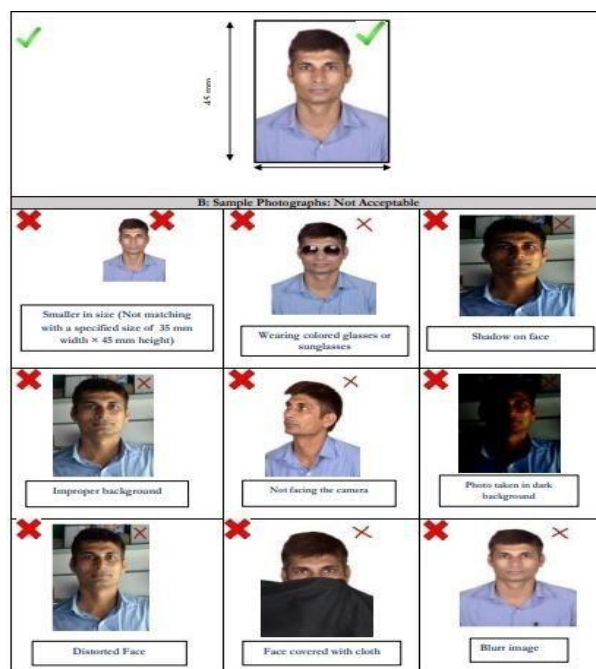 45 mm
B: Sample Photographs: Not Acceptable
Smaller in size (Not matching
with a specified size of 35 mm
width × 45 mm height)
Wearing colored glasses or
sunglasses
Shadow on face
Improper background
Not facing the camera
Photo taken in dark
background
Distorted Face
Face covered with cloth
Blurr image